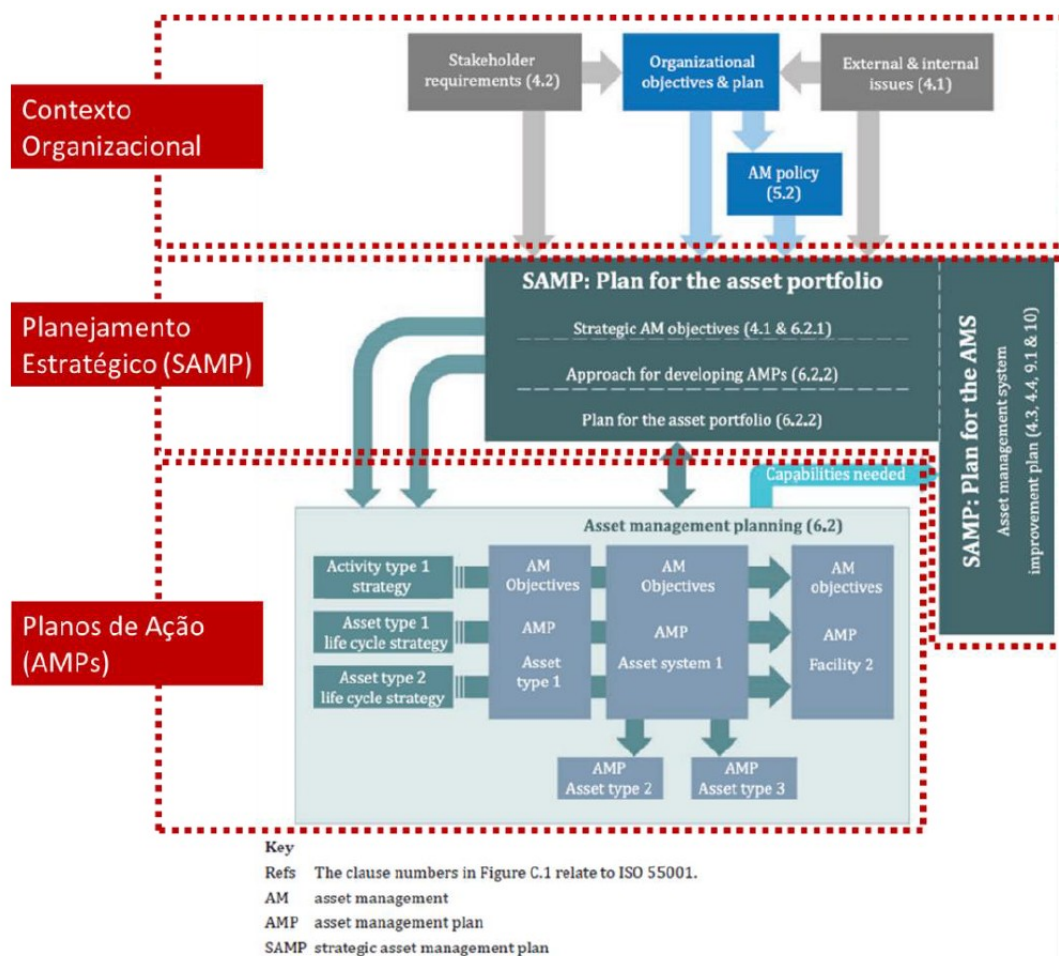 Contexto
Organizacional
Stakeholder
requirements (4.2)
Organizational
objectives & plan
External & internal
issues (4.1)
AM policy
(5.2)
Planejamento
Estratégico (SAMP)
SAMP: Plan for the asset portfolio
Strategic AM objectives (4.1 & 6.2.1)
Approach for developing AMPs (6.2.2)
Plan for the asset portfolio (6.2.2)
SAMP: Plan for the AMS
Asset management system
improvement plan (4.3, 4.4, 9.1 & 10)
Capabilities needed
Planos de Ação
(AMPs)
Asset management planning (6.2)
Activity type 1
strategy
Asset type 1
life cycle strategy
Asset type 2
life cycle strategy
AM
Objectives
AMP
Asset
type 1
AM
Objectives
AMP
Asset system 1
AM
objectives
AMP
Facility 2
AMP
Asset type 2
AMP
Asset type 3
Key
Refs The clause numbers in Figure C.1 relate to ISO 55001.
AM asset management
AMP asset management plan
SAMP strategic asset management plan